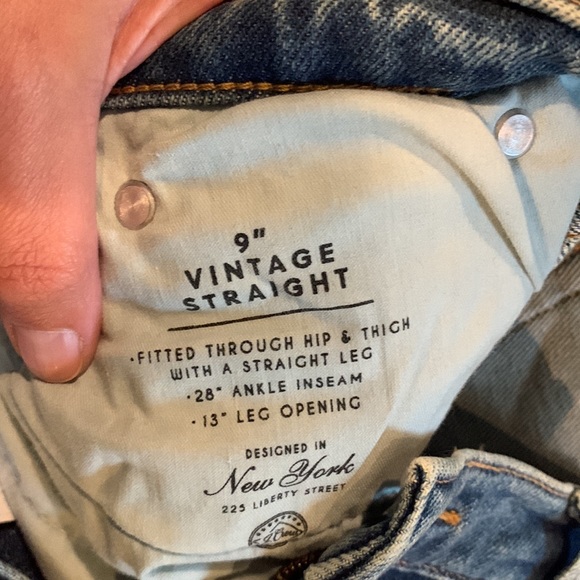 9"
VINTAGE
STRAIGHT
•FITTED THROUGH HIP & THIGH
WITH A STRAIGHT LEG
•28" ANKLE INSEAM
•13" LEG OPENING
DESIGNED IN
New York
225 LIBERTY STREET
J.Crew